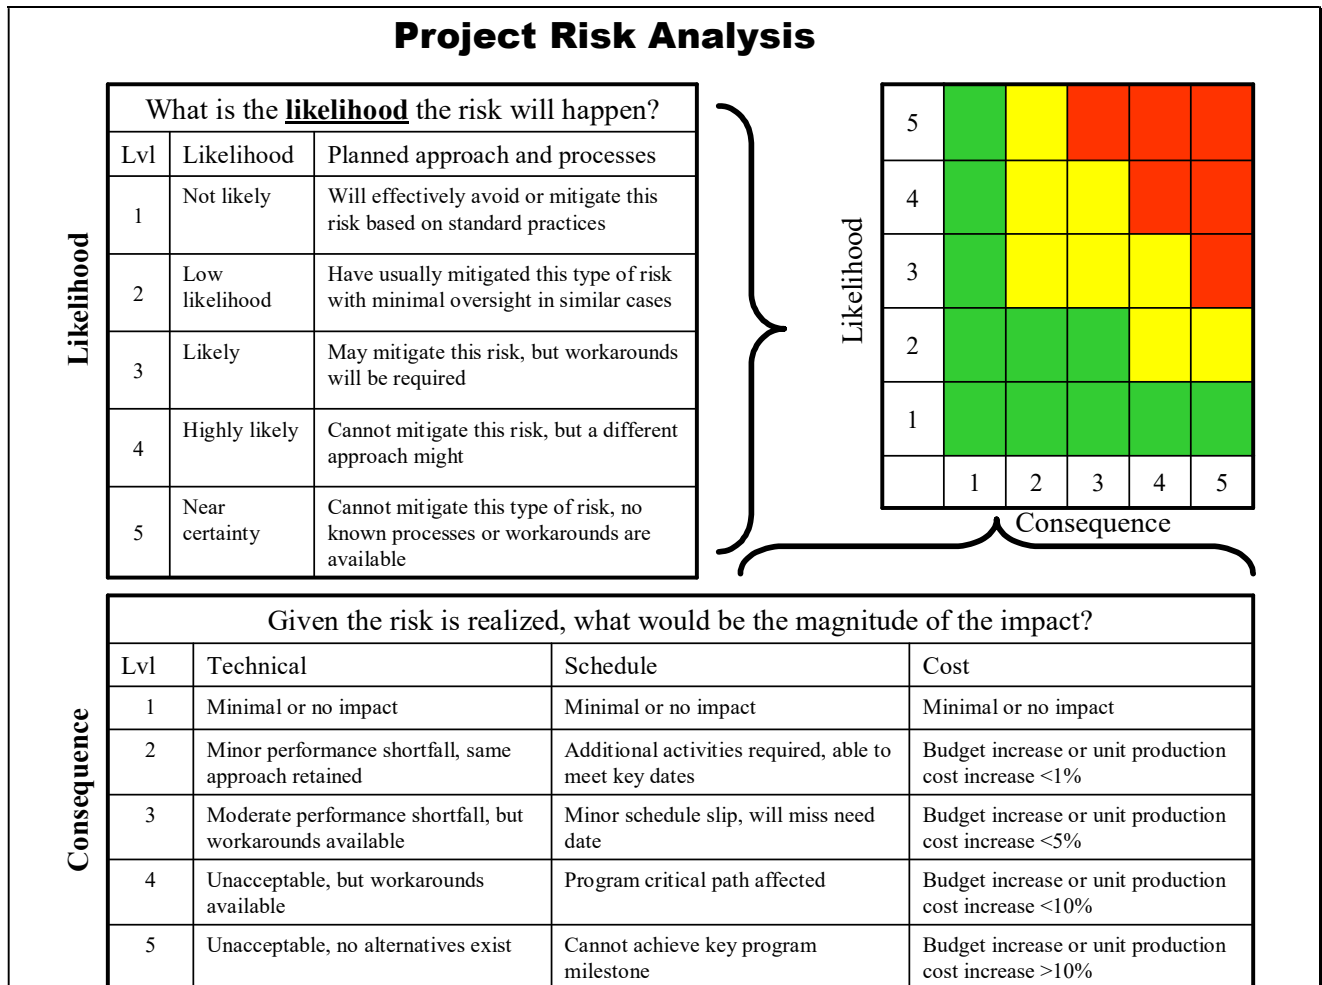 Project Risk Analysis
What is the likelihood the risk will happen?
Lvl Likelihood Planned approach and processes
1 Not likely Will effectively avoid or mitigate this
risk based on standard practices
2 Low
likelihood Have usually mitigated this type of risk
with minimal oversight in similar cases
3 Likely May mitigate this risk, but workarounds
will be required
4 Highly likely Cannot mitigate this risk, but a different
approach might
5 Near
certainty Cannot mitigate this type of risk, no
known processes or workarounds are
available
Likelihood
Likelihood
5
4
3
2
1
1 2 3 4 5
Consequence
Given the risk is realized, what would be the magnitude of the impact?
Lvl Technical Schedule Cost
1 Minimal or no impact Minimal or no impact Minimal or no impact
2 Minor performance shortfall, same
approach retained Additional activities required, able to
meet key dates Budget increase or unit production
cost increase <1%
3 Moderate performance shortfall, but
workarounds available Minor schedule slip, will miss need
date Budget increase or unit production
cost increase <5%
4 Unacceptable, but workarounds
available Program critical path affected Budget increase or unit production
cost increase <10%
5 Unacceptable, no alternatives exist Cannot achieve key program
milestone Budget increase or unit production
cost increase >10%
Consequence